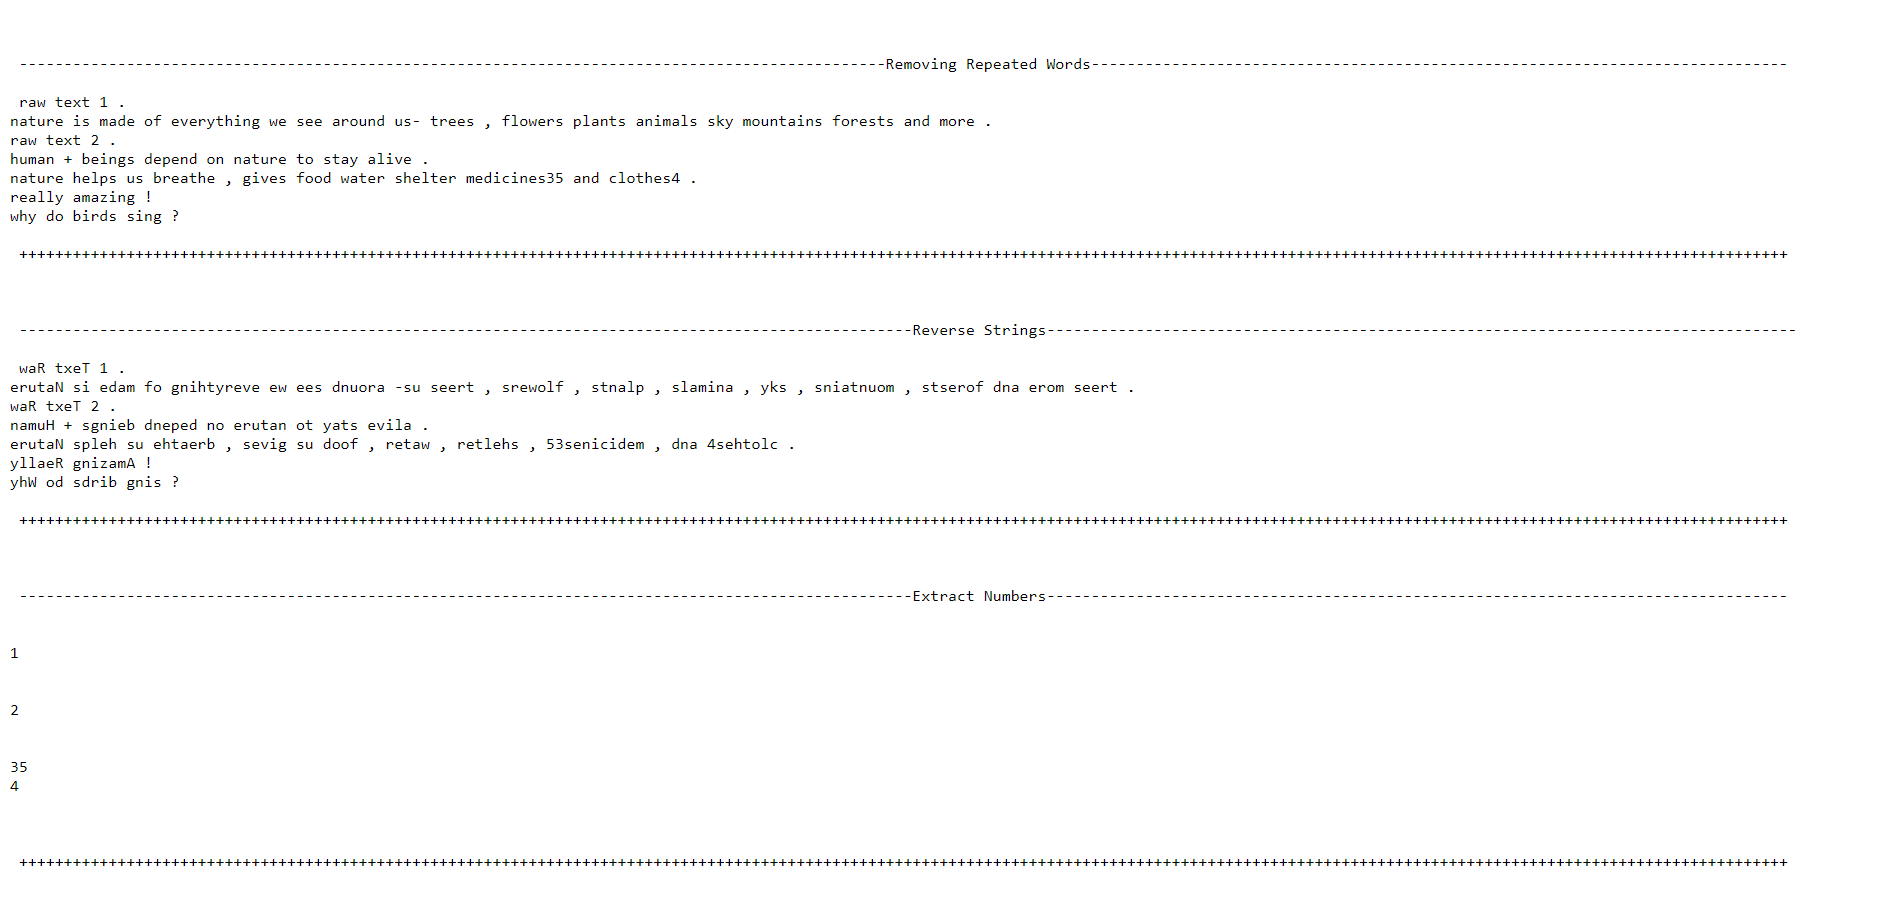 --------------------------------------------------------------------------------------------------Removing Repeated Words------------------------------------------------------------------------------
raw text 1 .
nature is made of everything we see around us- trees , flowers plants animals sky mountains forests and more .
raw text 2 .
human + beings depend on nature to stay alive .
nature helps us breathe , gives food water shelter medicines35 and clothes4 .
really amazing !
why do birds sing ?
++++++++++++++++++++++++++++++++++++++++++++++++++++++++++++++++++++++++++++++++++++++++++++++++++++++++++++++++++++++++++++++++++++++++++++++++++++++++++++++++++++++++++++++++++++++++++++++++++++++
----------------------------------------------------------------------------------------------------Reverse Strings------------------------------------------------------------------------------------
waR txeT 1 .
erutaN si edam fo gnihtyreve ew ees dnuora -su seert , srewolf , stnalp , slamina , yks , sniatnuom , stserof dna erom seert .
waR txeT 2 .
namuH + sgnieb dneped no erutan ot yats evila .
erutaN spleh su ehtaerb , sevig su doof , retaw , retlehs , 53senicidem , dna 4sehtolc .
yllaeR gnizamA !
yhW od sdrib gnis ?
++++++++++++++++++++++++++++++++++++++++++++++++++++++++++++++++++++++++++++++++++++++++++++++++++++++++++++++++++++++++++++++++++++++++++++++++++++++++++++++++++++++++++++++++++++++++++++++++++++++
----------------------------------------------------------------------------------------------------Extract Numbers-----------------------------------------------------------------------------------
1
2
35
4
++++++++++++++++++++++++++++++++++++++++++++++++++++++++++++++++++++++++++++++++++++++++++++++++++++++++++++++++++++++++++++++++++++++++++++++++++++++++++++++++++++++++++++++++++++++++++++++++++++++